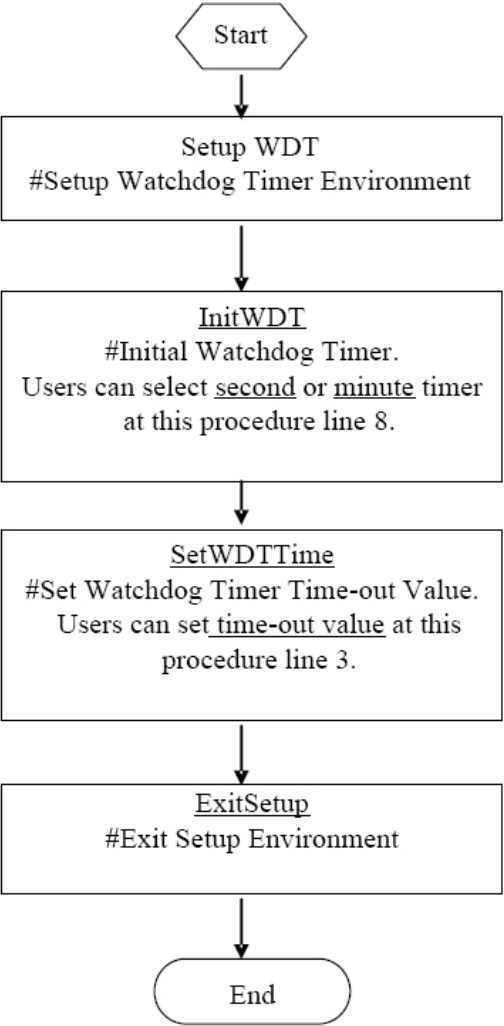 Start
Setup WDT
#Setup Watchdog Timer Environment
InitWDT
#Initial Watchdog Timer.
Users can select second or minute timer
at this procedure line 8.
SetWDTTime
#Set Watchdog Timer Time-out Value.
Users can set time-out value at this
procedure line 3.
ExitSetup
#Exit Setup Environment
End